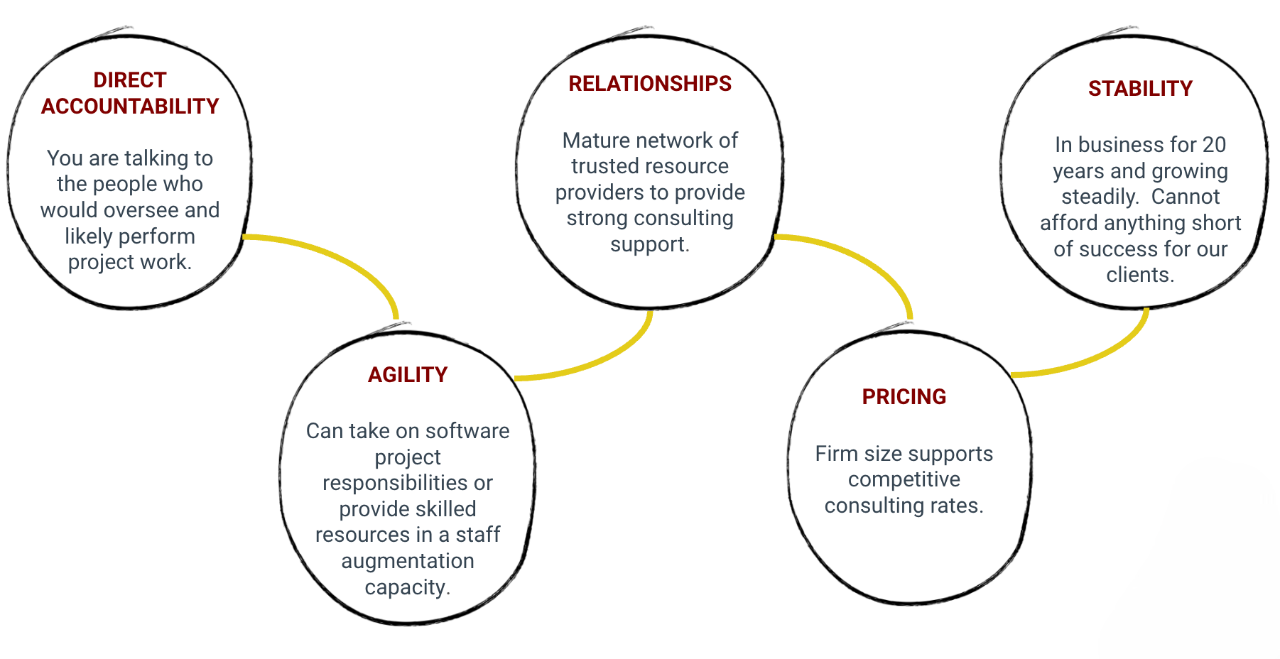 DIRECT
ACCOUNTABILITY
You are talking to
the people who
would oversee and
likely perform
project work.
AGILITY
Can take on software
project
responsibilities or
provide skilled
resources in a staff
augmentation
capacity.
RELATIONSHIPS
Mature network of
trusted resource
providers to provide
strong consulting
support.
PRICING
Firm size supports
competitive
consulting rates.
STABILITY
In business for 20
years and growing
steadily.  Cannot
afford anything short
of success for our
clients.